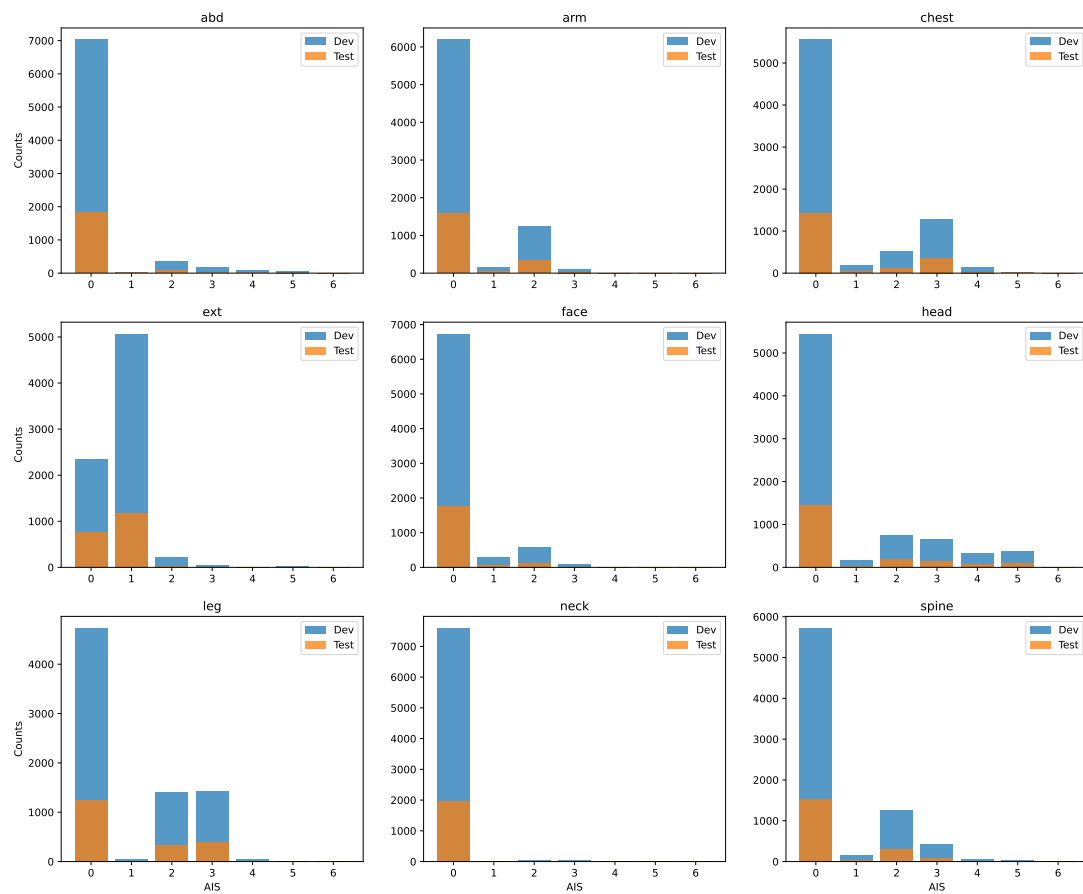 abd
Counts
7000
6000
5000
4000
3000
2000
1000
0
0 1 2 3 4 5 6
Dev
Test
arm
6000
5000
4000
3000
2000
1000
0
0 1 2 3 4 5 6
Dev
Test
chest
5000
4000
3000
2000
1000
0
0 1 2 3 4 5 6
Dev
Test
ext
Counts
5000
4000
3000
2000
1000
0
0 1 2 3 4 5 6
Dev
Test
face
7000
6000
5000
4000
3000
2000
1000
0
0 1 2 3 4 5 6
Dev
Test
head
5000
4000
3000
2000
1000
0
0 1 2 3 4 5 6
Dev
Test
leg
Counts
4000
3000
2000
1000
0
0 1 2 3 4 5 6
AIS
Dev
Test
neck
7000
6000
5000
4000
3000
2000
1000
0
0 1 2 3 4 5 6
AIS
Dev
Test
spine
6000
5000
4000
3000
2000
1000
0
0 1 2 3 4 5 6
AIS
Dev
Test